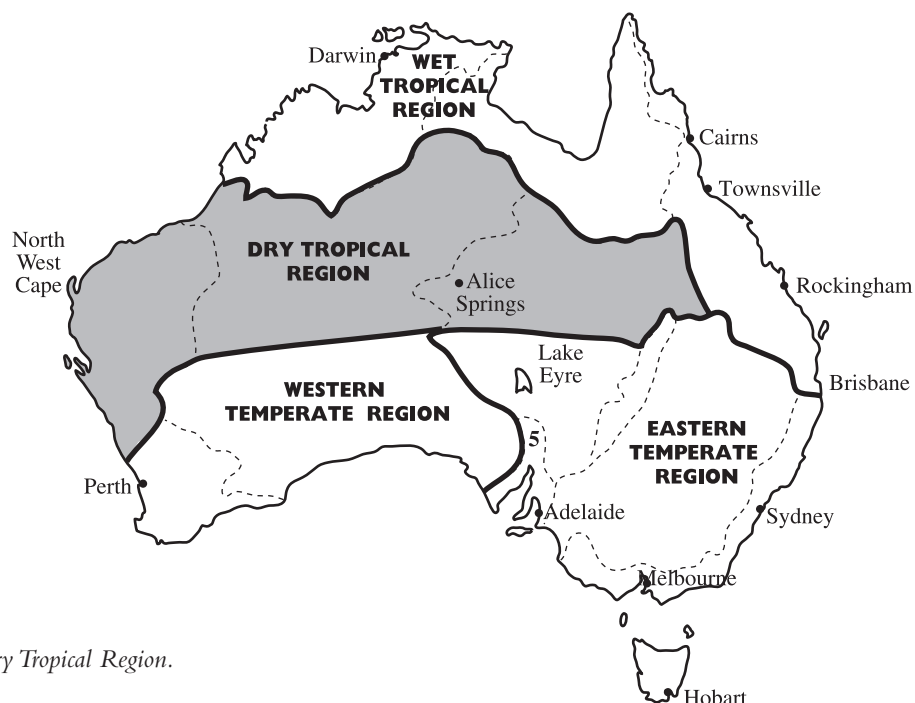 Darwin
WET
TROPICAL
REGION
Cairns
Townsville
North
West
Cape
DRY TROPICAL
REGION
Alice
Springs
Rockingham
Lake
Eyre
WESTERN
TEMPERATE REGION
Brisbane
5
EASTERN
TEMPERATE
REGION
Perth
Adelaide
Sydney
Melbourne
Tropical Region.
Hobart